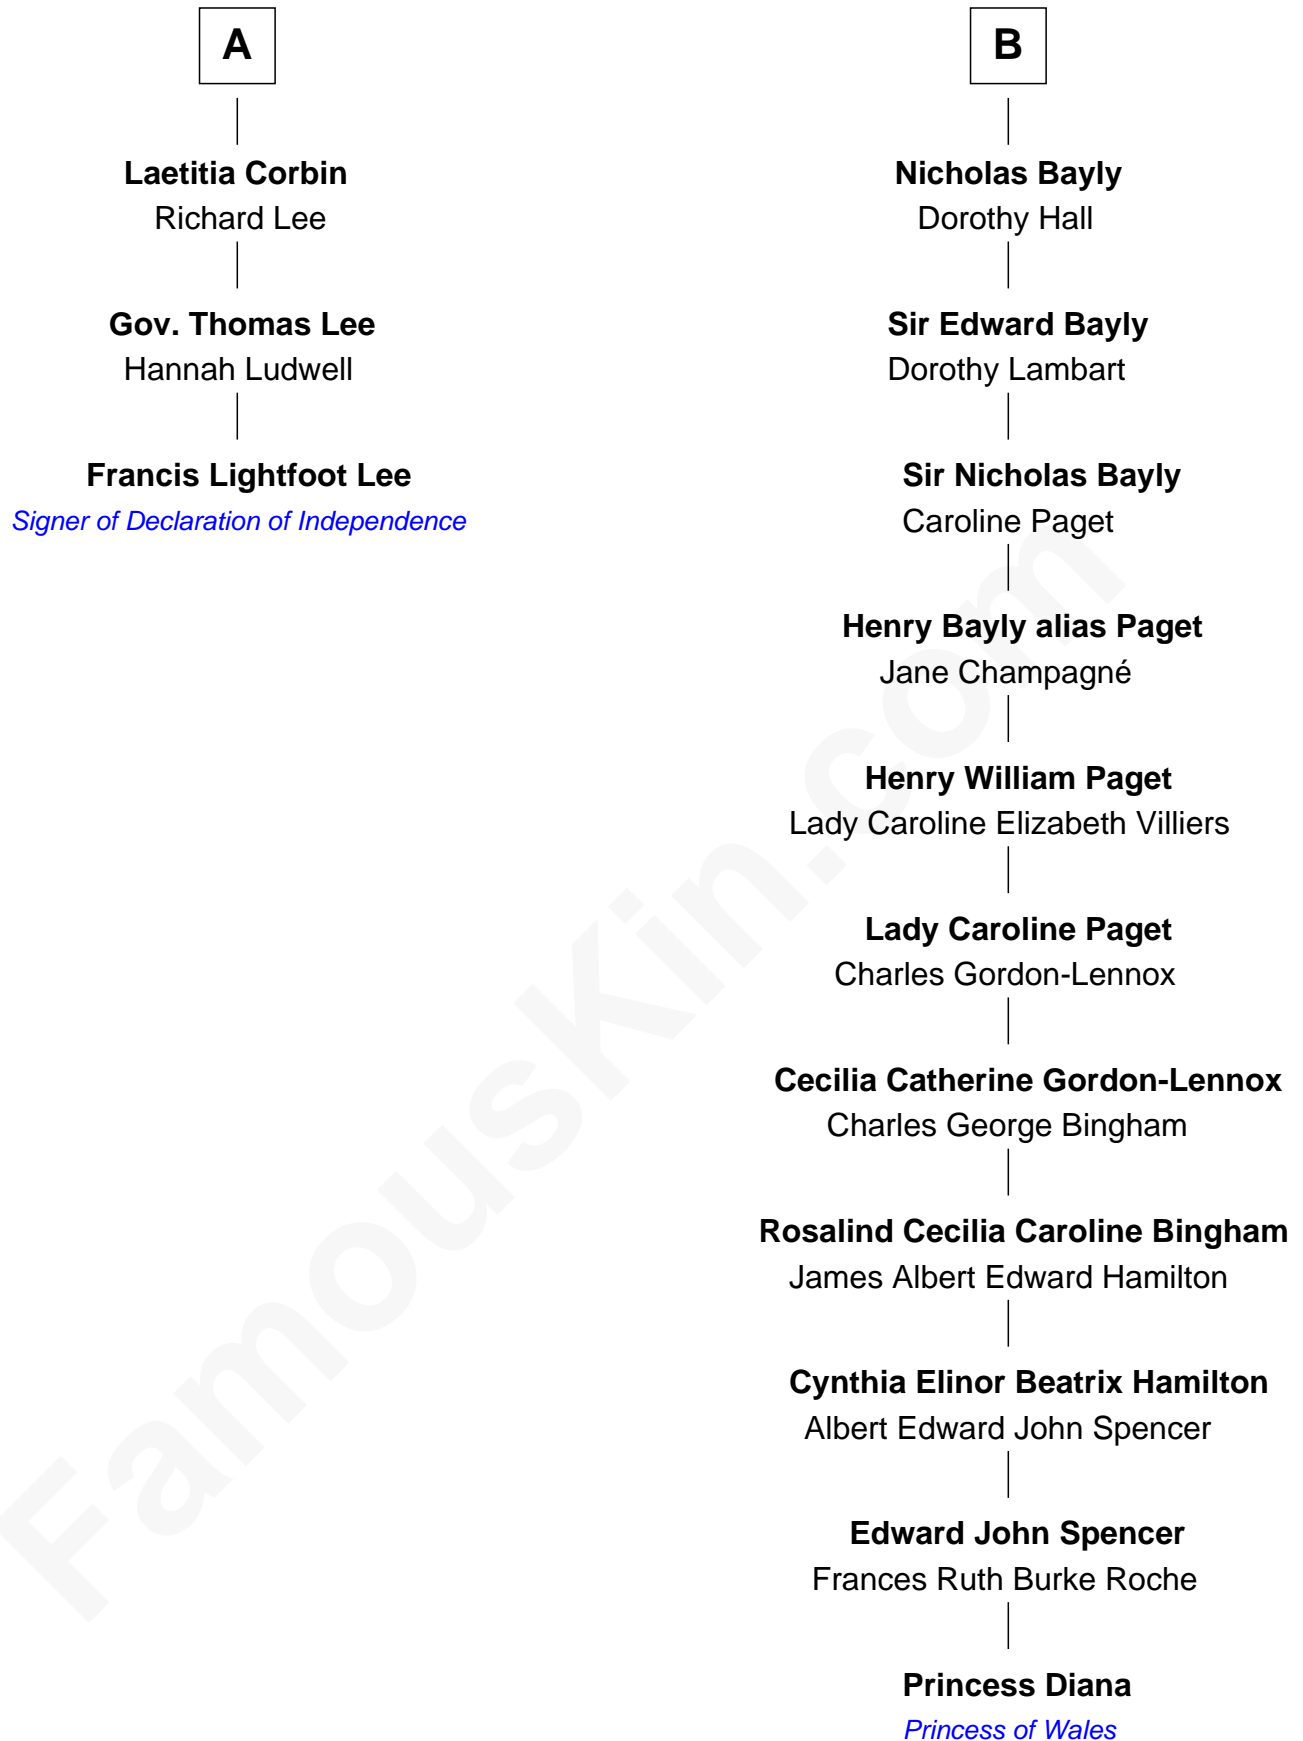 A
Laetitia Corbin
Richard Lee
Gov. Thomas Lee
Hannah Ludwell
Francis Lightfoot Lee
Signer of Declaration of Independence
B
Nicholas Bayly
Dorothy Hall
Sir Edward Bayly
Dorothy Lambart
Sir Nicholas Bayly
Caroline Paget
Henry Bayly alias Paget
Jane Champagné
Henry William Paget
Lady Caroline Elizabeth Villiers
Lady Caroline Paget
Charles Gordon-Lennox
Cecilia Catherine Gordon-Lennox
Charles George Bingham
Rosalind Cecilia Caroline Bingham
James Albert Edward Hamilton
Cynthia Elinor Beatrix Hamilton
Albert Edward John Spencer
Edward John Spencer
Frances Ruth Burke Roche
Princess Diana
Princess of Wales
FamousKin.com